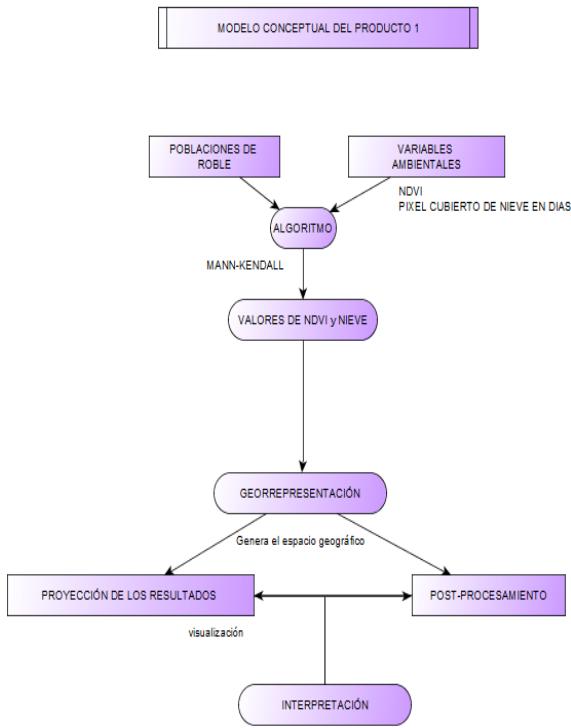 MODELO CONCEPTUAL DEL PRODUCTO 1
POBLACIONES DE
ROBLE
VARIABLES
AMBIENTALES
NDVI
PIXEL CUBIERTO DE NIEVE EN DIAS
ALGORITMO
MANN-KENDALL
VALORES DE NDVI y NIEVE
GEORREPRESENTACIÓN
Genera el espacio geográfico
PROYECCIÓN DE LOS RESULTADOS
POST-PROCESAMIENTO
visualización
INTERPRETACIÓN